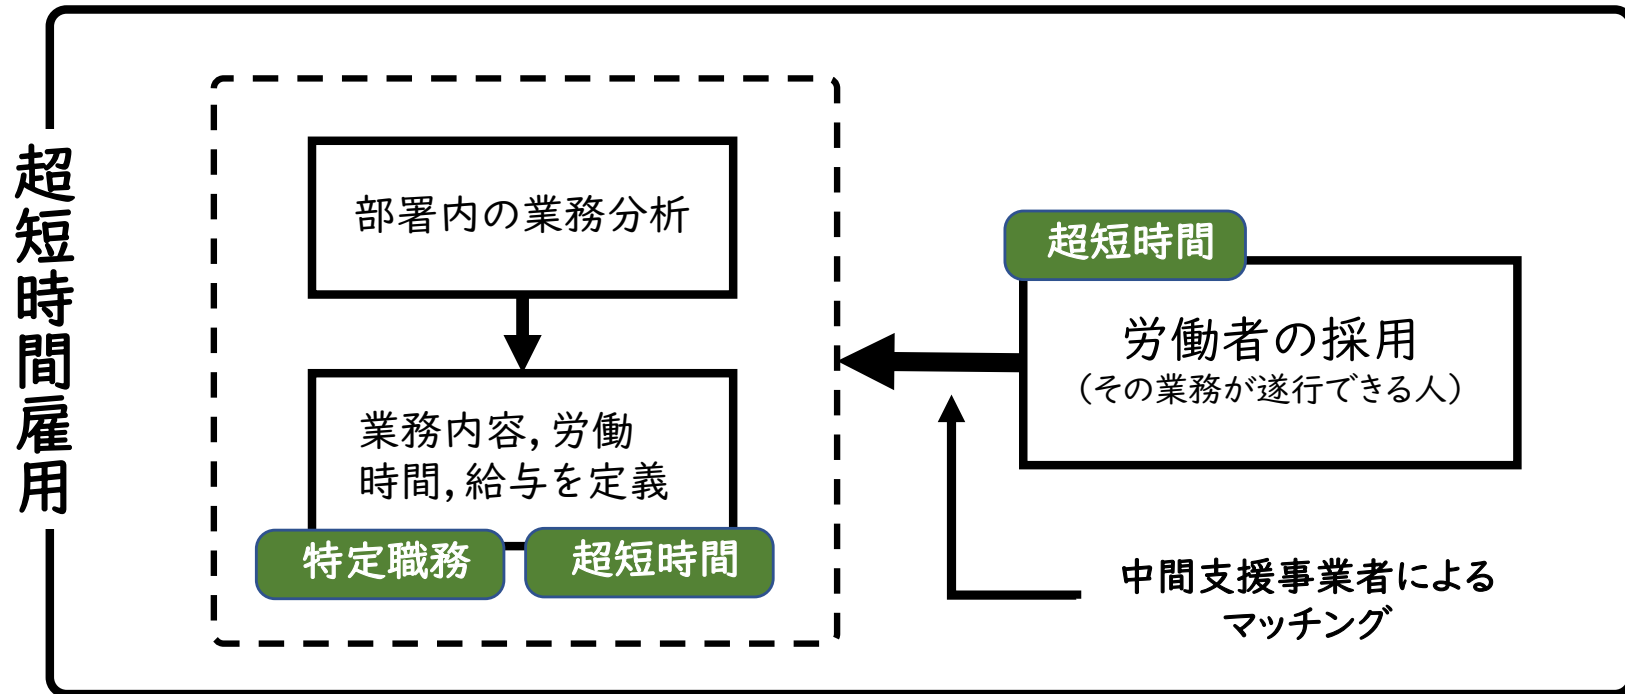 超短時間雇用
部署内の業務分析
業務内容,労働
時間,給与を定義
特定職務
超短時間
超短時間
労働者の採用
(その業務が遂行できる人)
中間支援事業者による
マッチング